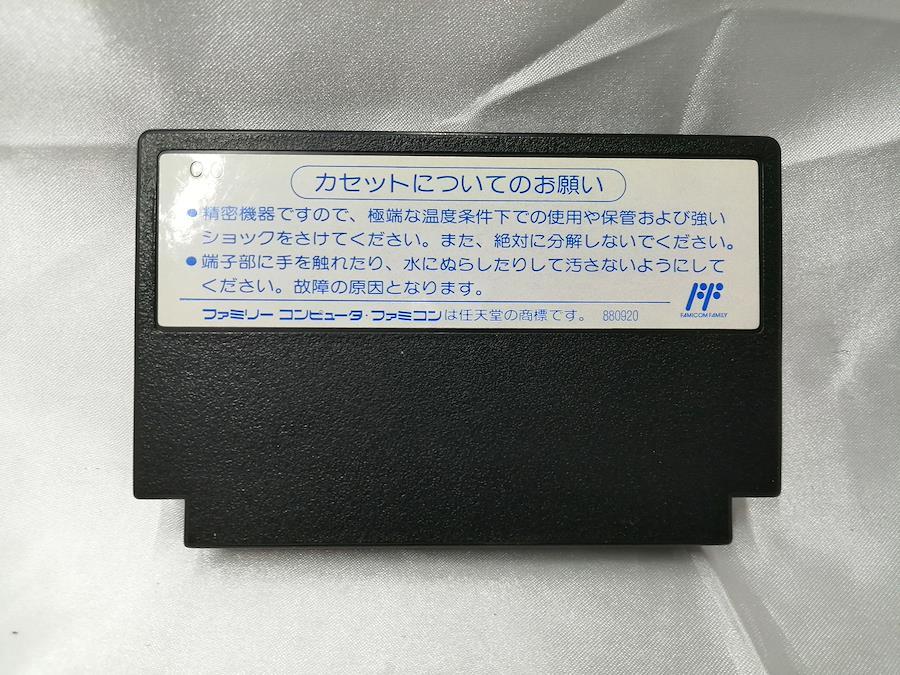 カセットについてのお願い
●精密機器ですので、極端な温度条件下での使用や保管および強い
ショックをさけてください。また、絶対に分解しないでください。
●端子部に手を触れたり、水にぬらしたりして汚さないようにして
ください。故障の原因となります。
ファミリーコンピュータ・ファミコンは任天堂の商標です。 880920
FAMICOM FAMILY